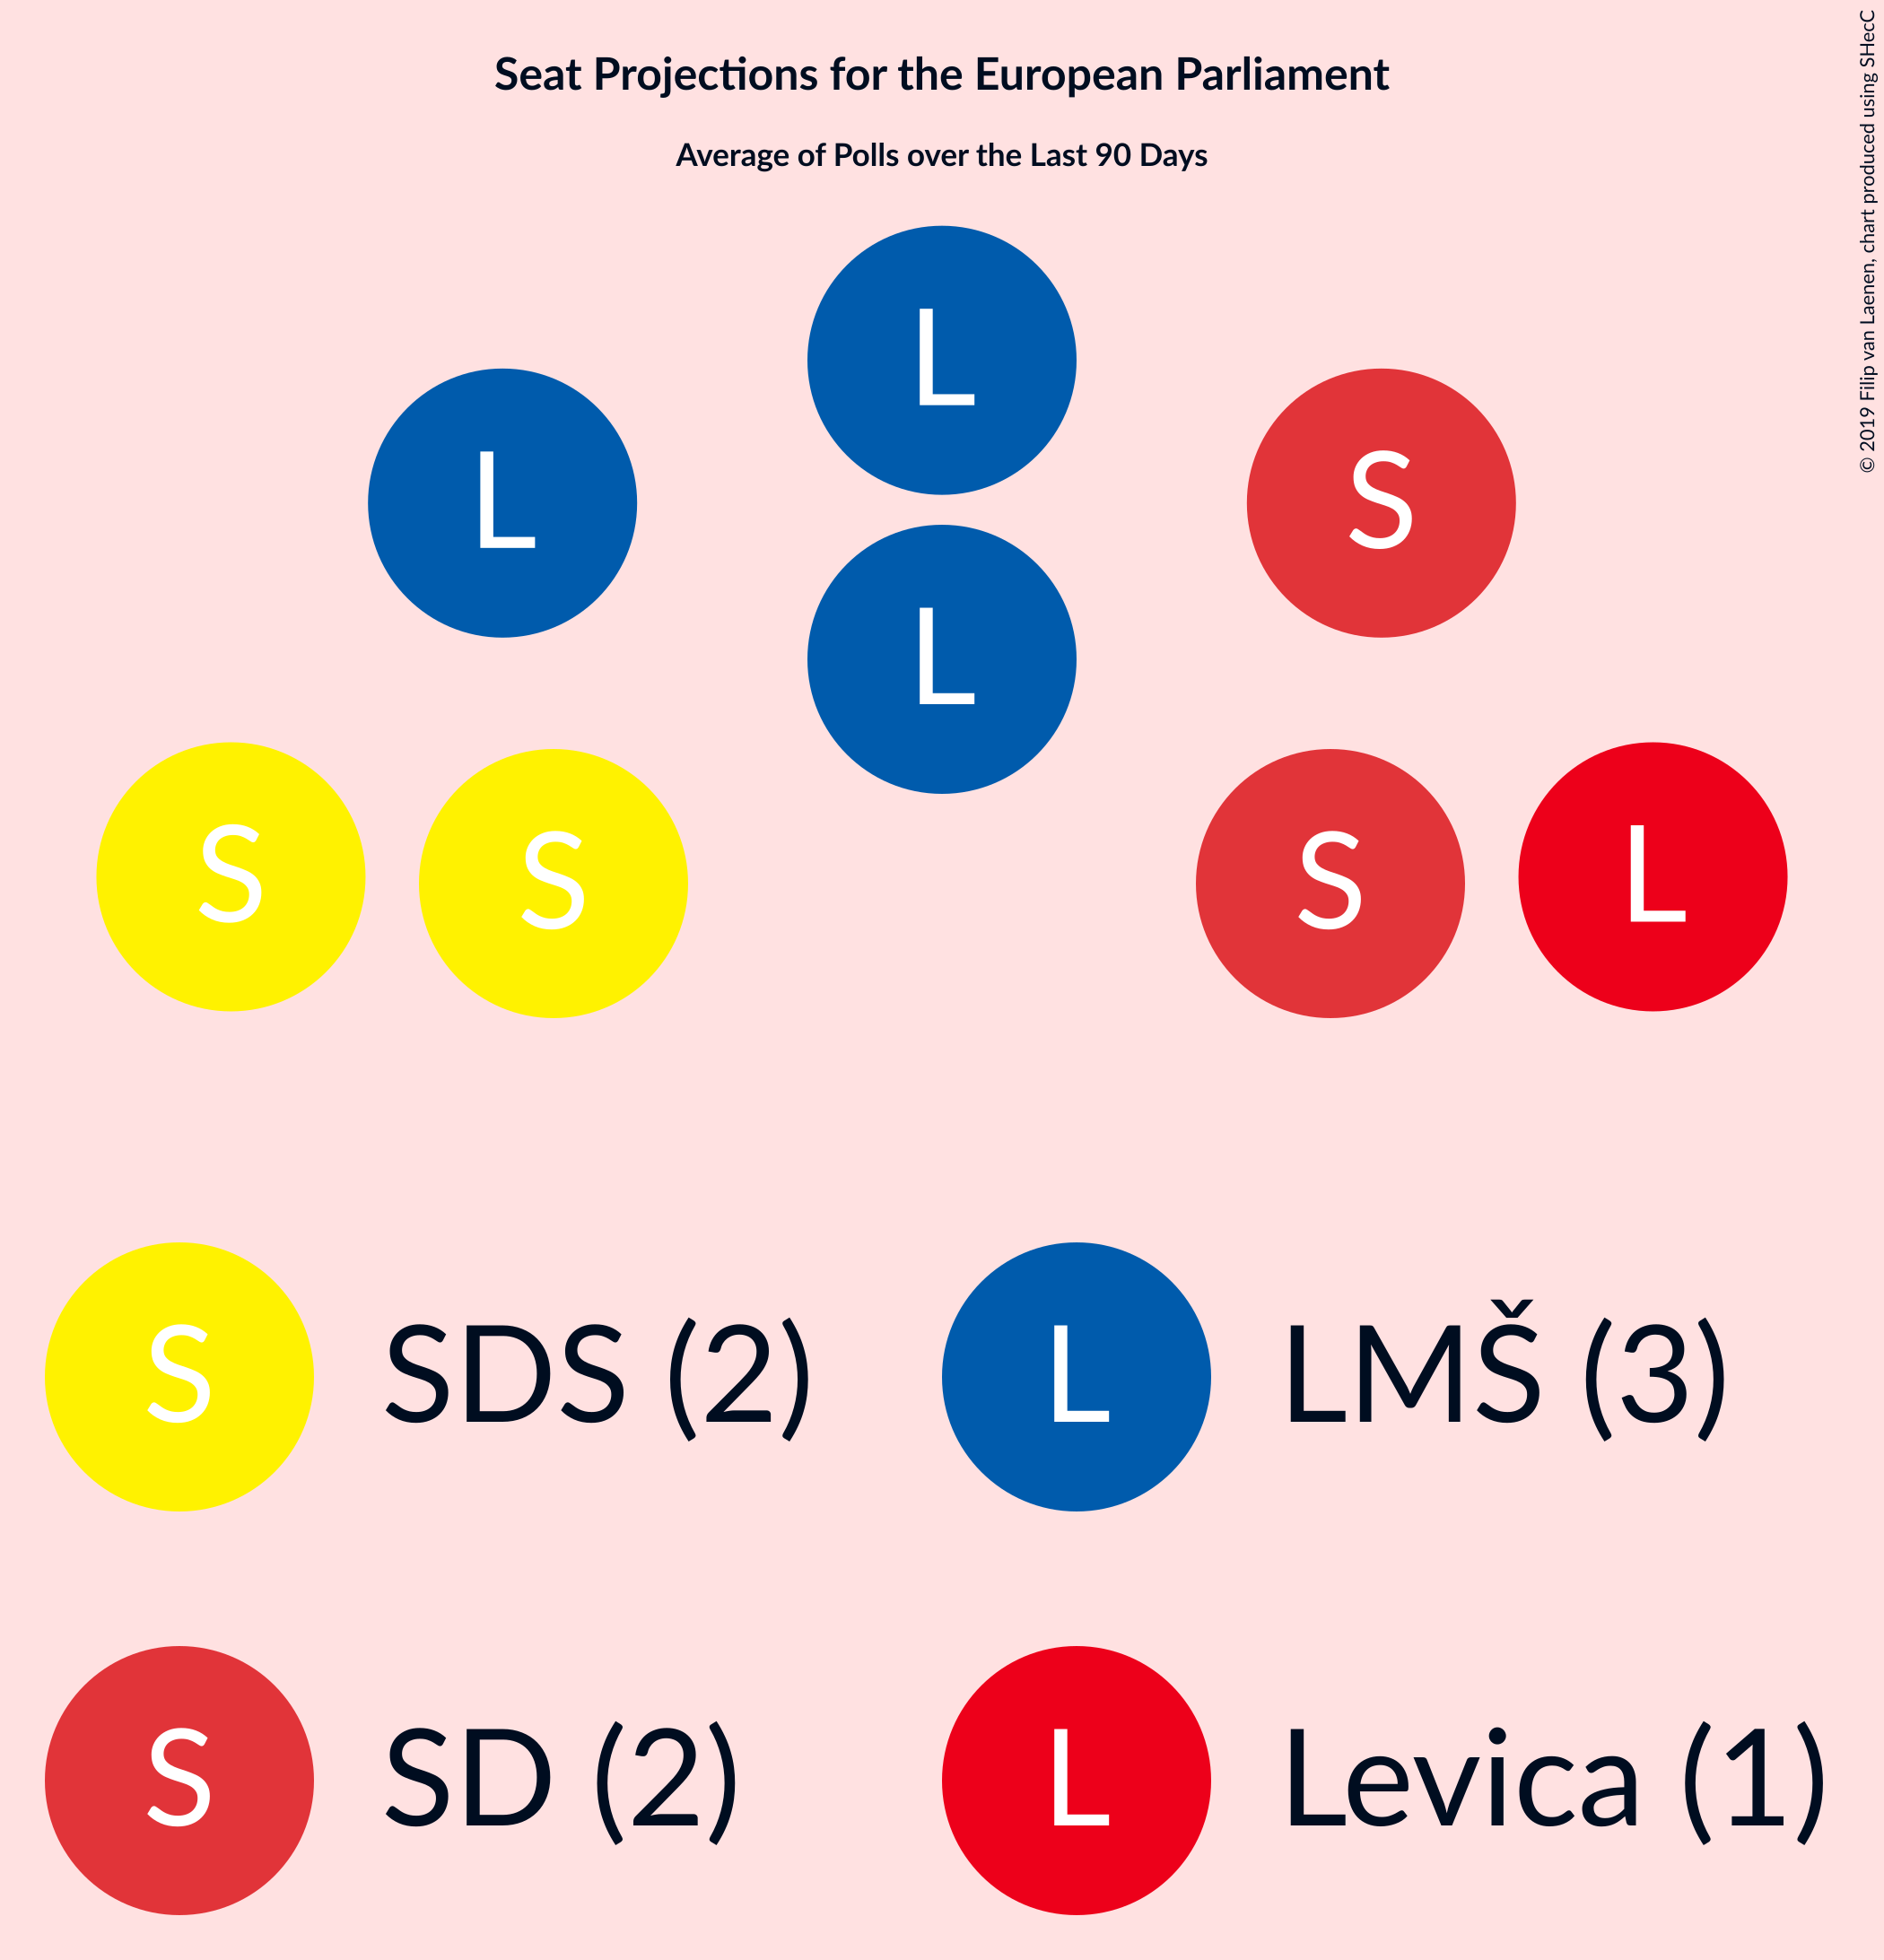 Seat Projections for the European Parliament
Average of Polls over the Last 90 Days
© 2019 Filip van Laenen, chart produced using SHecC
L
L
S
L
S
S
S
L
S SDS (2)
L LMŠ (3)
S SD (2)
L Levica (1)